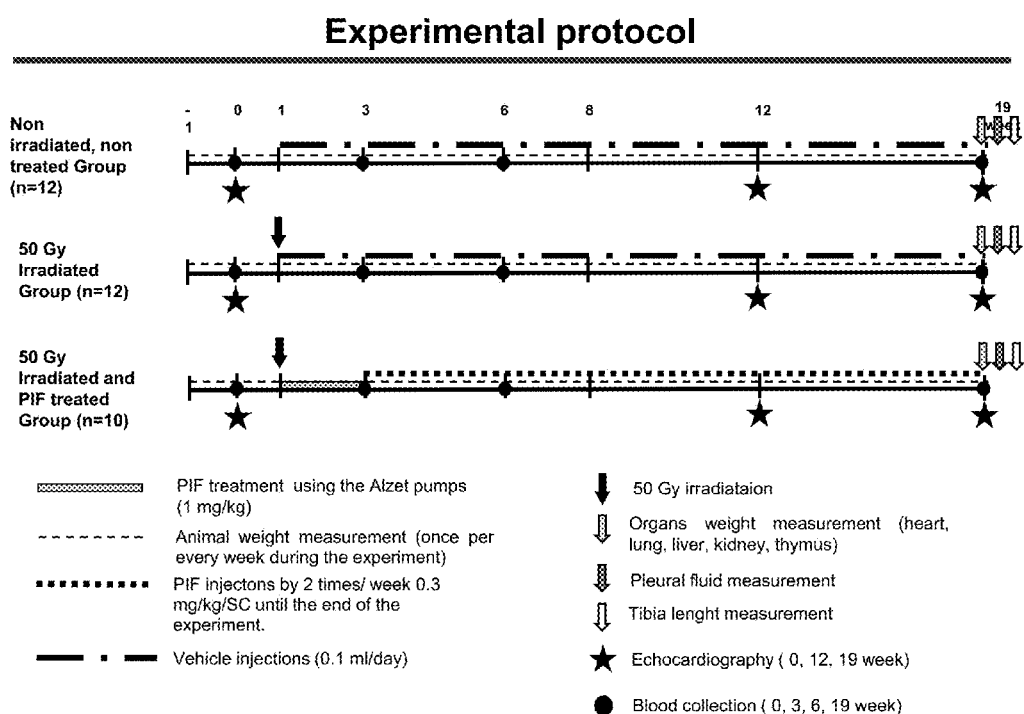 Experimental protocol
-
1
0
1
3
6
8
12
19
Non
irradiated, non
treated Group
(n=12)
50 Gy
Irradiated
Group (n=12)
50 Gy
Irradiated and
PIF treated
Group (n=10)
PIF treatment using the Alzet pumps
(1 mg/kg)
Animal weight measurement (once per
every week during the experiment)
PIF injectons by 2 times/ week 0.3
mg/kg/SC until the end of the
experiment.
Vehicle injections (0.1 ml/day)
50 Gy irradiataion
Organs weight measurement (heart,
lung, liver, kidney, thymus)
Pleural fluid measurement
Tibia lenght measurement
Echocardiography ( 0, 12, 19 week)
Blood collection ( 0, 3, 6, 19 week)